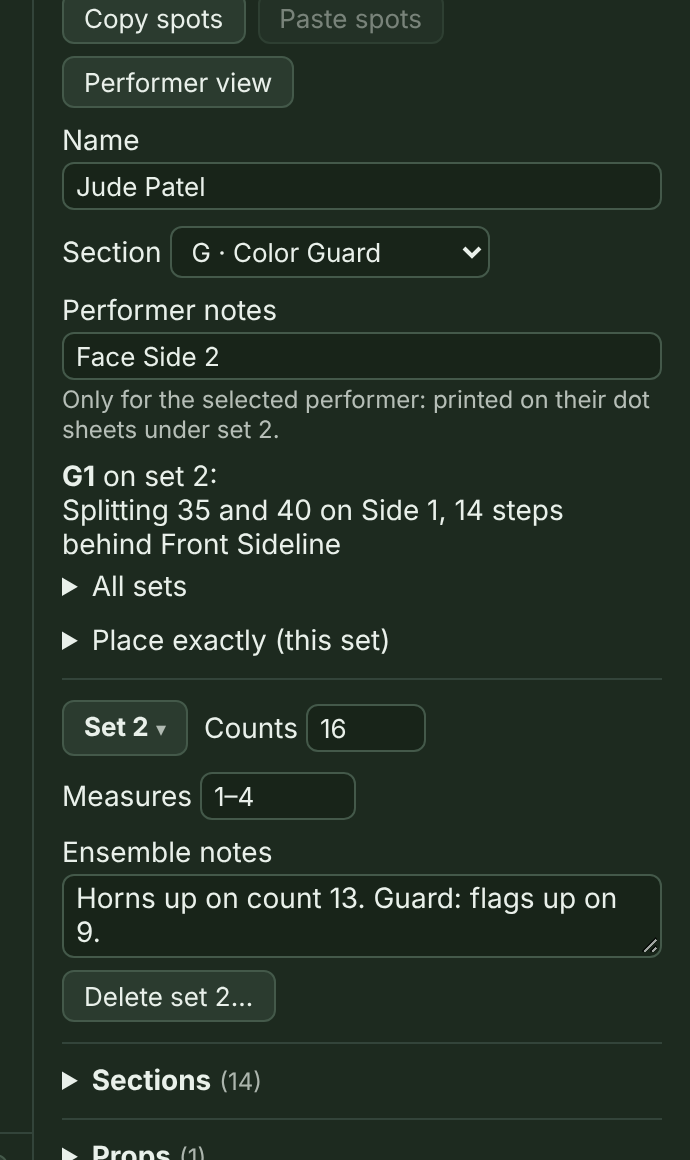 Copy spots
Paste spots
Performer view
Name
Jude Patel
Section
G · Color Guard
Performer notes
Face Side 2
Only for the selected performer: printed on their dot
sheets under set 2.
G1 on set 2:
Splitting 35 and 40 on Side 1, 14 steps
behind Front Sideline
All sets
Place exactly (this set)
Set 2
Counts
16
Measures
1–4
Ensemble notes
Horns up on count 13. Guard: flags up on
9.
Delete set 2…
Sections (14)
Props (1)